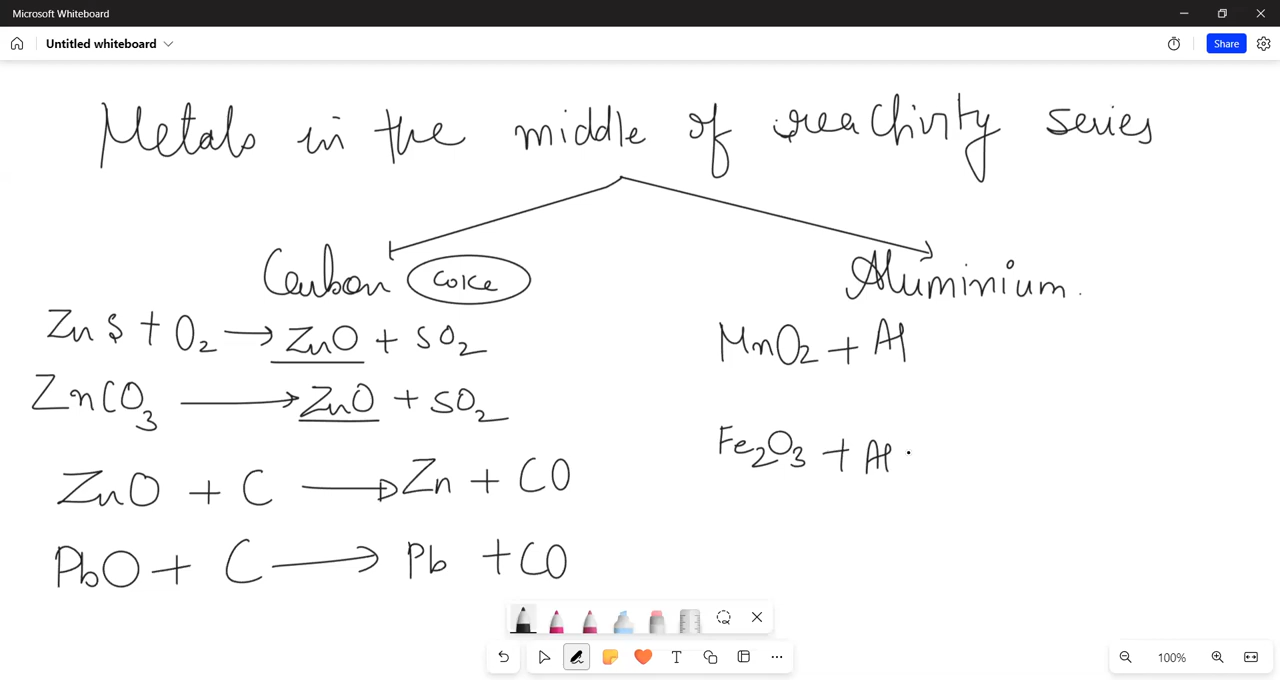 Microsoft Whiteboard
Untitled whiteboard
Share
Metals in the middle of reactivity series
Carbon coke
Aluminium.
ZnS + O2 → ZnO + SO2
MnO2 + Al
ZnCO3 → ZnO + SO2
Fe2O3 + Al
ZnO + C → Zn + CO
PbO + C → Pb + CO
100%